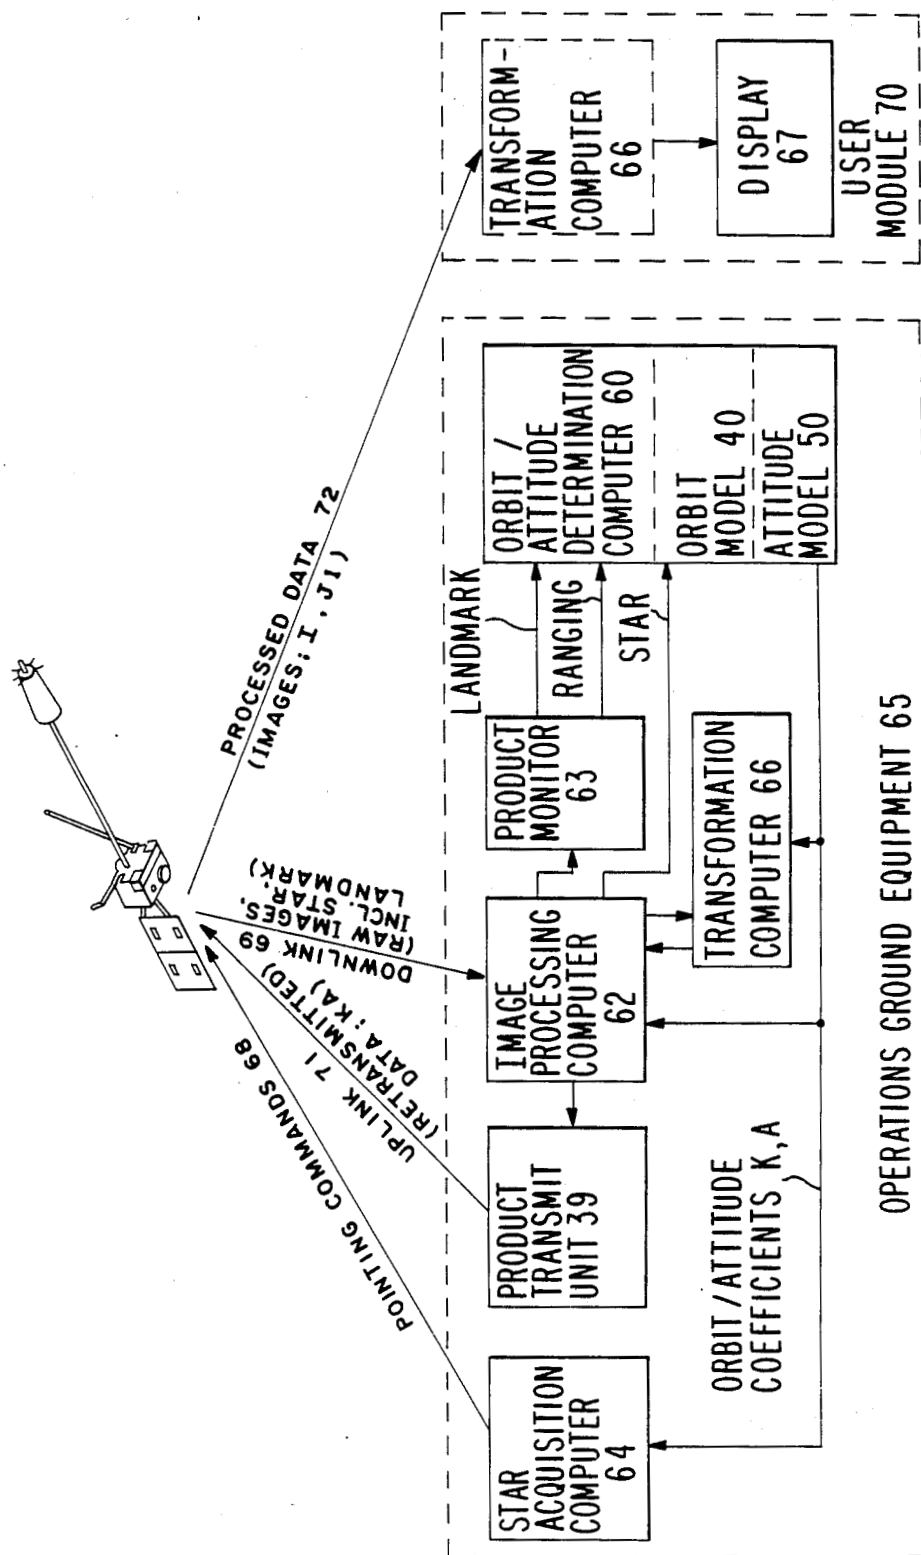 POINTING COMMANDS 68
UPLINK 71
(RETRANSMITTED
DATA; KA)
DOWNLINK 69
(RAW IMAGES,
INCL. STAR,
LANDMARK)
PROCESSED DATA 72
(IMAGES; I, J1)
STAR
ACQUISITION
COMPUTER
64
PRODUCT
TRANSMIT
UNIT 39
IMAGE
PROCESSING
COMPUTER
62
PRODUCT
MONITOR
63
LANDMARK
RANGING
STAR
ORBIT /
ATTITUDE
DETERMINATION
COMPUTER 60
ORBIT
MODEL 40
ATTITUDE
MODEL 50
TRANSFORMATION
COMPUTER 66
ORBIT/ATTITUDE
COEFFICIENTS K,A
OPERATIONS GROUND EQUIPMENT 65
TRANSFORM-
ATION
COMPUTER
66
DISPLAY
67
USER
MODULE 70